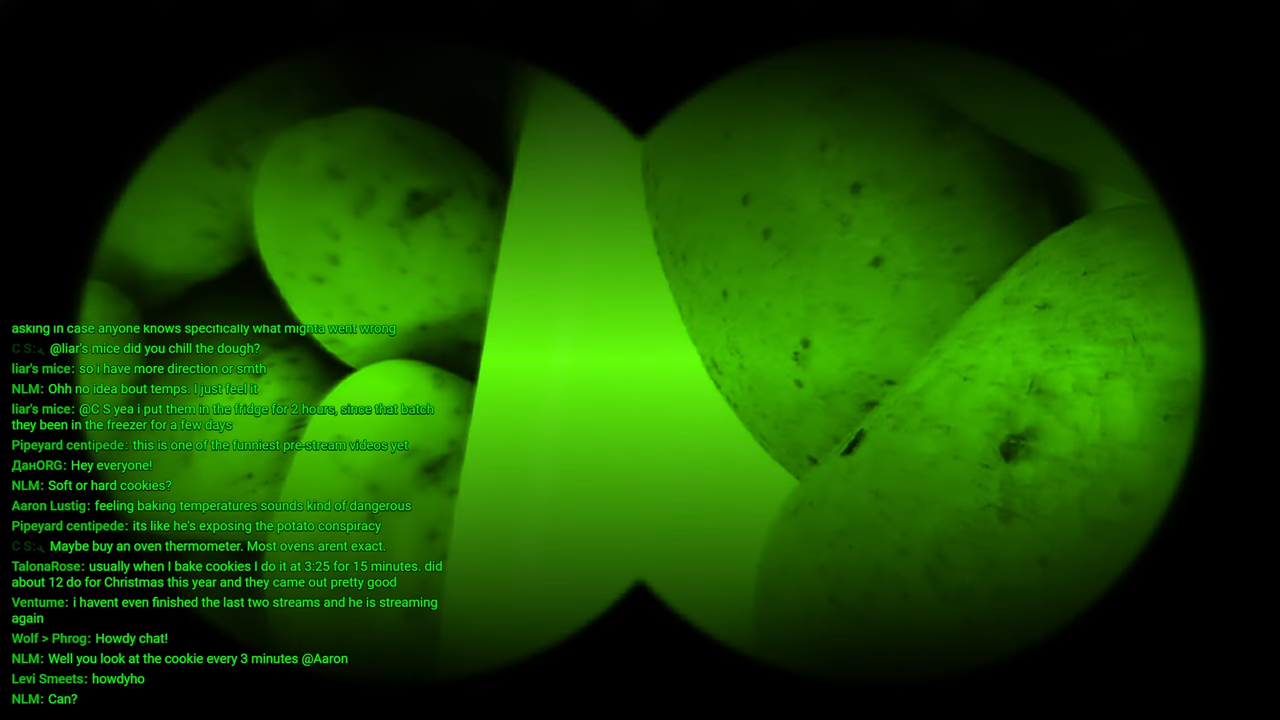 asking in case anyone knows specifically what mighta went wrong
C S: @liar's mice did you chill the dough?
liar's mice: so i have more direction or smth
NLM: Ohh no idea bout temps. I just feel it
liar's mice: @C S yea i put them in the fridge for 2 hours, since that batch
they been in the freezer for a few days
Pipeyard centipede: this is one of the funniest pre-stream videos yet
ДанORG: Hey everyone!
NLM: Soft or hard cookies?
Aaron Lustig: feeling baking temperatures sounds kind of dangerous
Pipeyard centipede: its like he's exposing the potato conspiracy
C S: Maybe buy an oven thermometer. Most ovens arent exact.
TalonaRose: usually when I bake cookies I do it at 3:25 for 15 minutes. did
about 12 do for Christmas this year and they came out pretty good
Ventume: i havent even finished the last two streams and he is streaming
again
Wolf > Phrog: Howdy chat!
NLM: Well you look at the cookie every 3 minutes @Aaron
Levi Smeets: howdyho
NLM: Can?